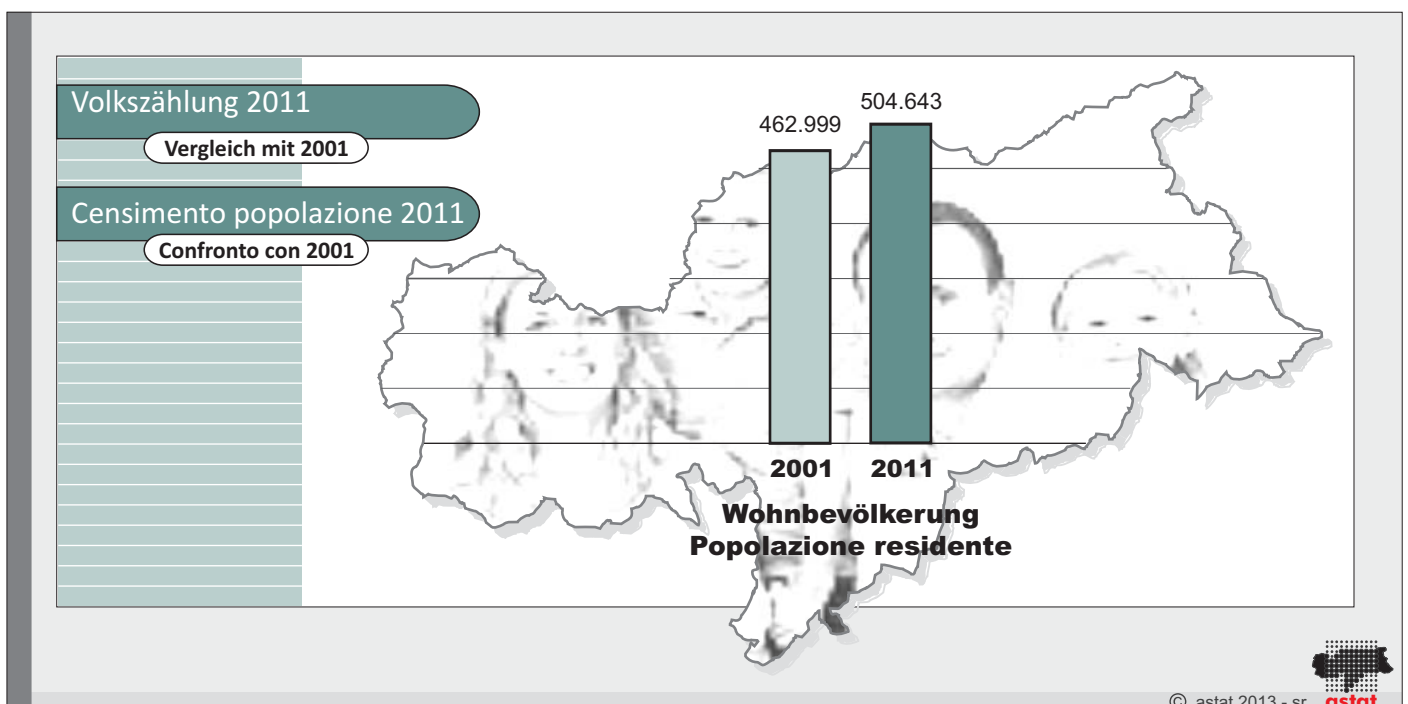 Volkszählung 2011
Vergleich mit 2001
Censimento popolazione 2011
Confronto con 2001
462.999
504.643
2001 2011
Wohnbevölkerung
Popolazione residente
© astat 2013 - sr
astat